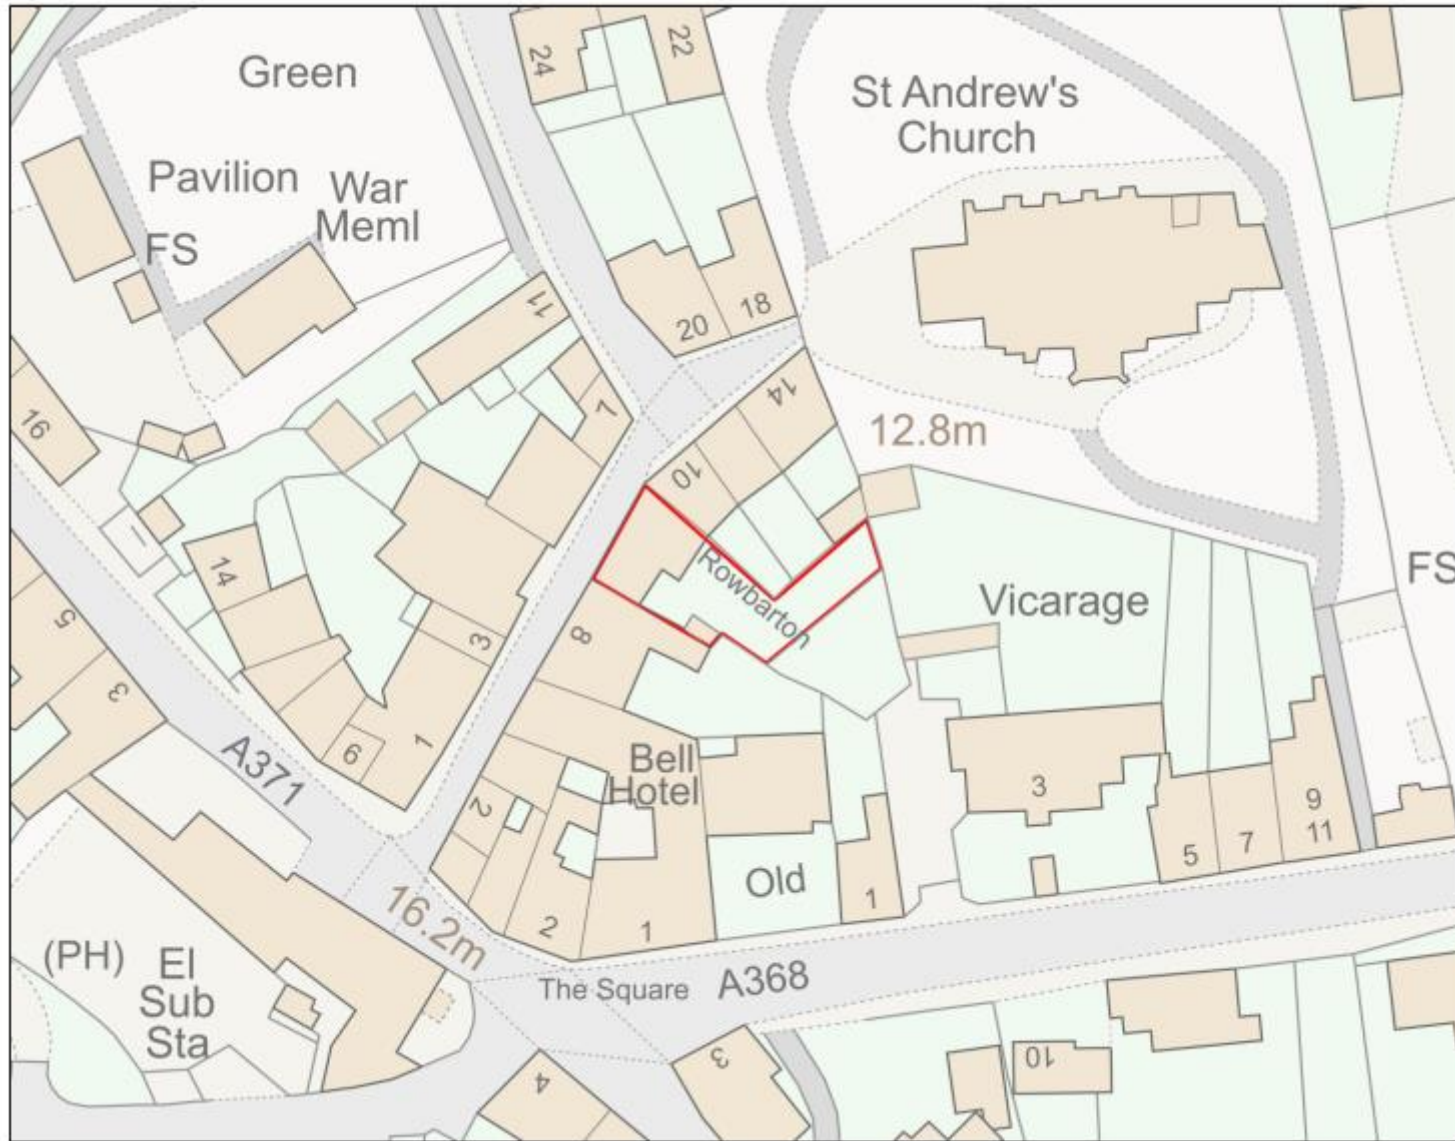 Green
24
22
St Andrew's
Church
Pavilion
War
Meml
FS
11
20
18
16
7
14
12.8m
10
14
Rowbarton
Vicarage
FS
5
3
8
3
A371
6
1
Bell
Hotel
2
3
9
11
5
7
Old
1
16.2m
2
1
(PH)
El
Sub
Sta
The Square
A368
3
4
10